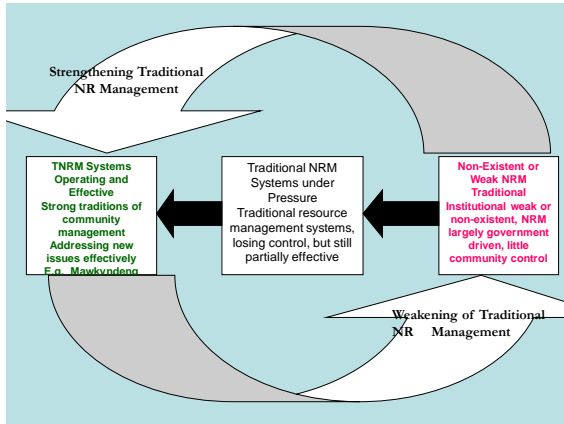 Strengthening Traditional
NR Management
TNRM Systems
Operating and
Effective
Strong traditions of
community
management
Addressing new
issues effectively
E.g. Mawkyndeng
Traditional NRM
Systems under
Pressure
Traditional resource
management systems,
losing control, but still
partially effective
Non-Existent or
Weak NRM
Traditional
Institutional weak or
non-existent, NRM
largely government
driven, little
community control
Weakening of Traditional
NR Management